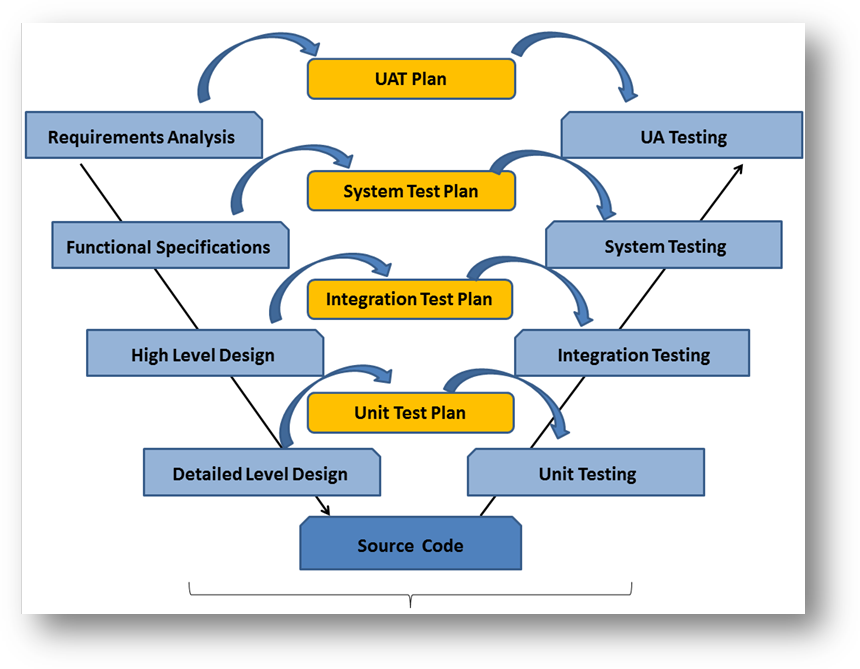 UAT Plan
Requirements Analysis
UA Testing
System Test Plan
Functional Specifications
System Testing
Integration Test Plan
High Level Design
Integration Testing
Unit Test Plan
Detailed Level Design
Unit Testing
Source Code